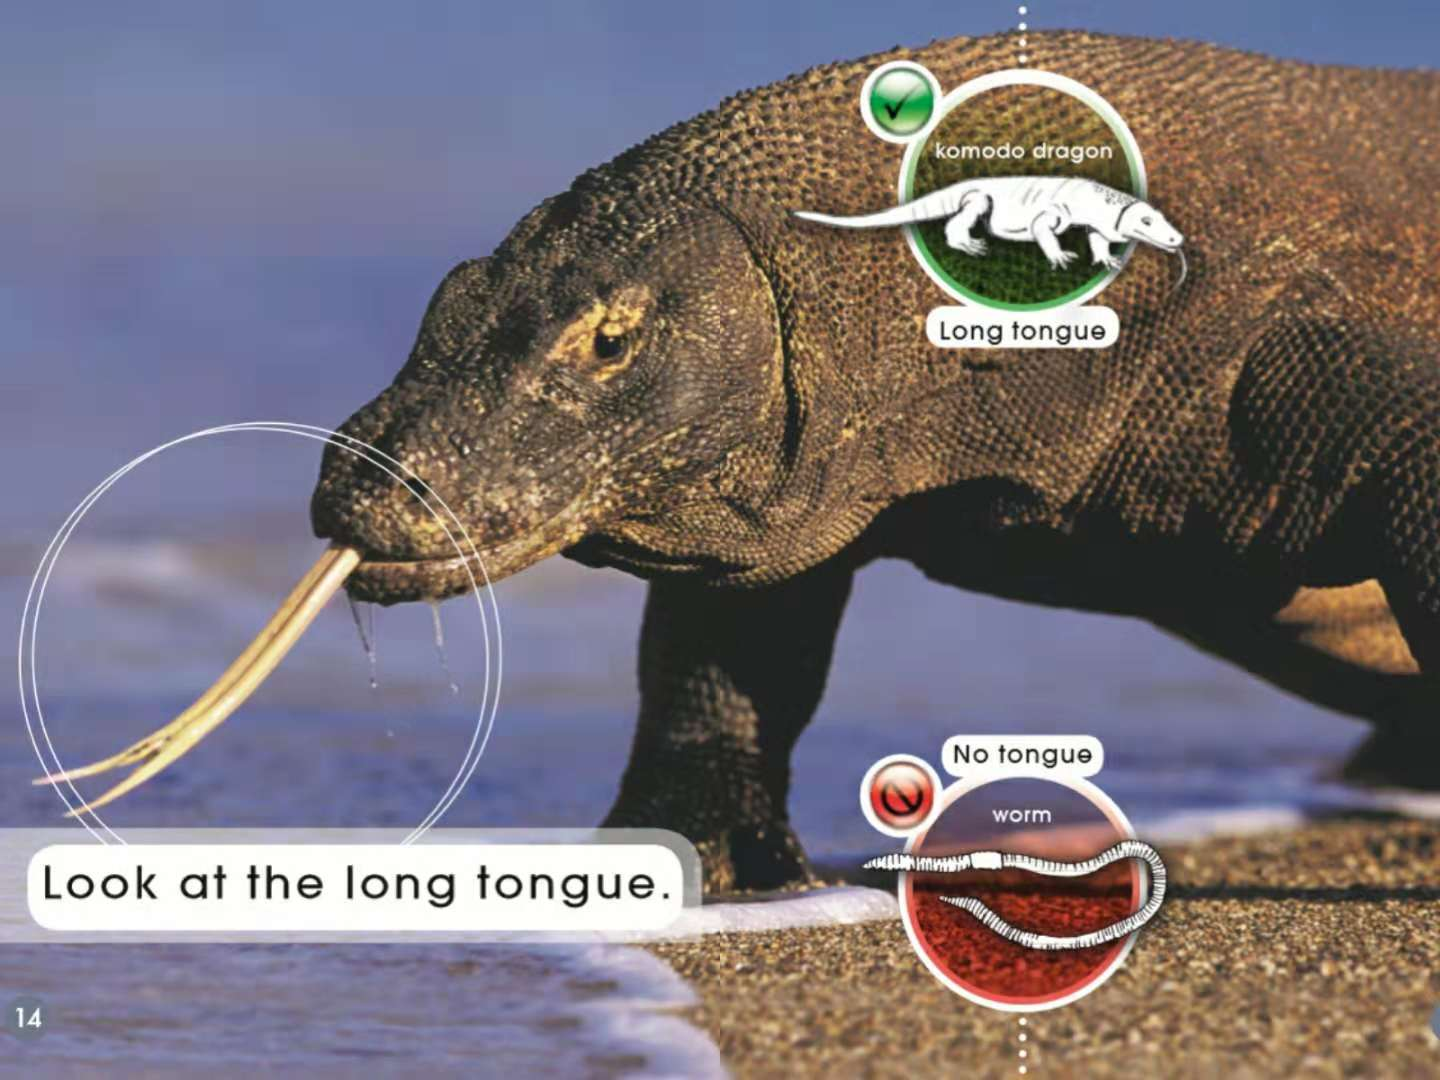 komodo dragon
Long tongue
No tongue
worm
Look at the long tongue.
14